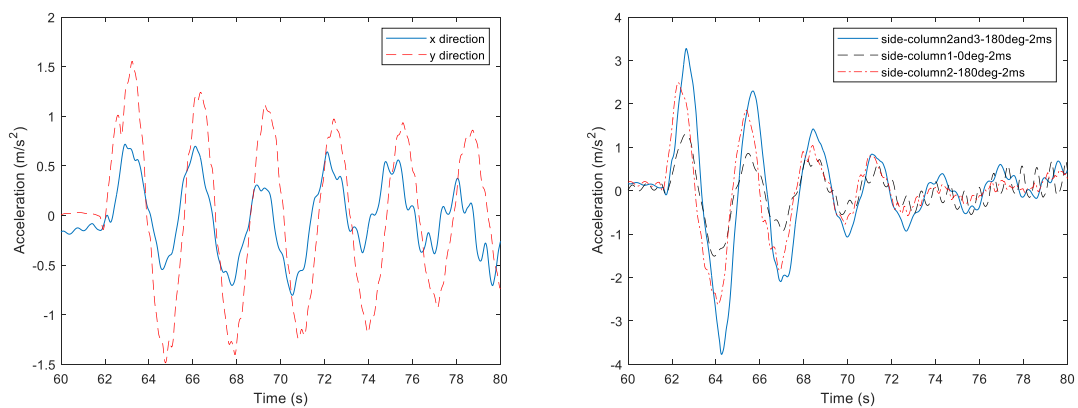 2
1.5
1
0.5
0
-0.5
-1
-1.5
Acceleration (m/s²)
x direction
y direction
60 62 64 66 68 70 72 74 76 78 80
Time (s)
4
3
2
1
0
-1
-2
-3
-4
Acceleration (m/s²)
side-column2and3-180deg-2ms
side-column1-0deg-2ms
side-column2-180deg-2ms
60 62 64 66 68 70 72 74 76 78 80
Time (s)